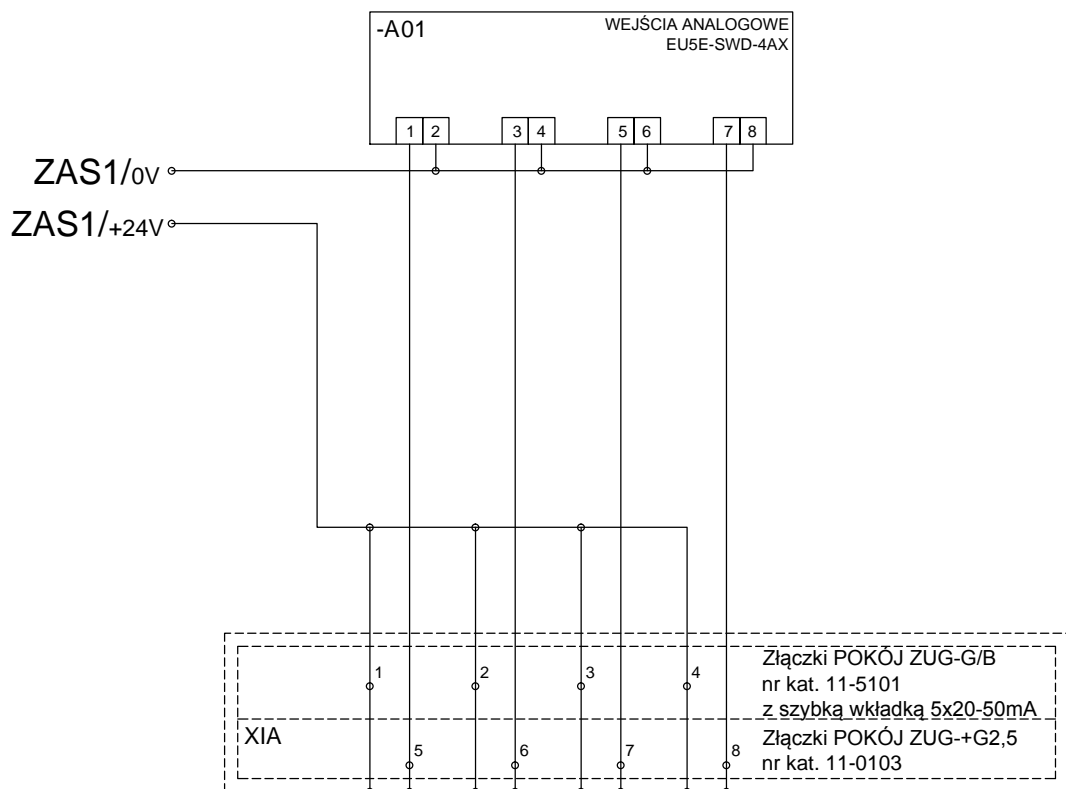 -A01
WEJŚCIA ANALOGOWE
EU5E-SWD-4AX
1 2 3 4 5 6 7 8
ZAS1/0V
ZAS1/+24V
1 2 3 4
Złączki POKÓJ ZUG-G/B
nr kat. 11-5101
z szybką wkładką 5x20-50mA
XIA
5 6 7 8
Złączki POKÓJ ZUG-+G2,5
nr kat. 11-0103